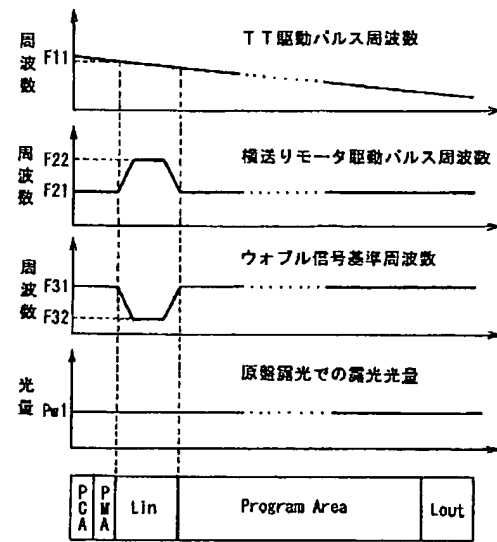 TT駆動パルス周波数
周波数
F11
横送りモータ駆動パルス周波数
周波数
F22
F21
ウォブル信号基準周波数
周波数
F31
F32
原盤露光での露光光量
光量
Pw1
PCA
PMA
Lin
Program Area
Lout